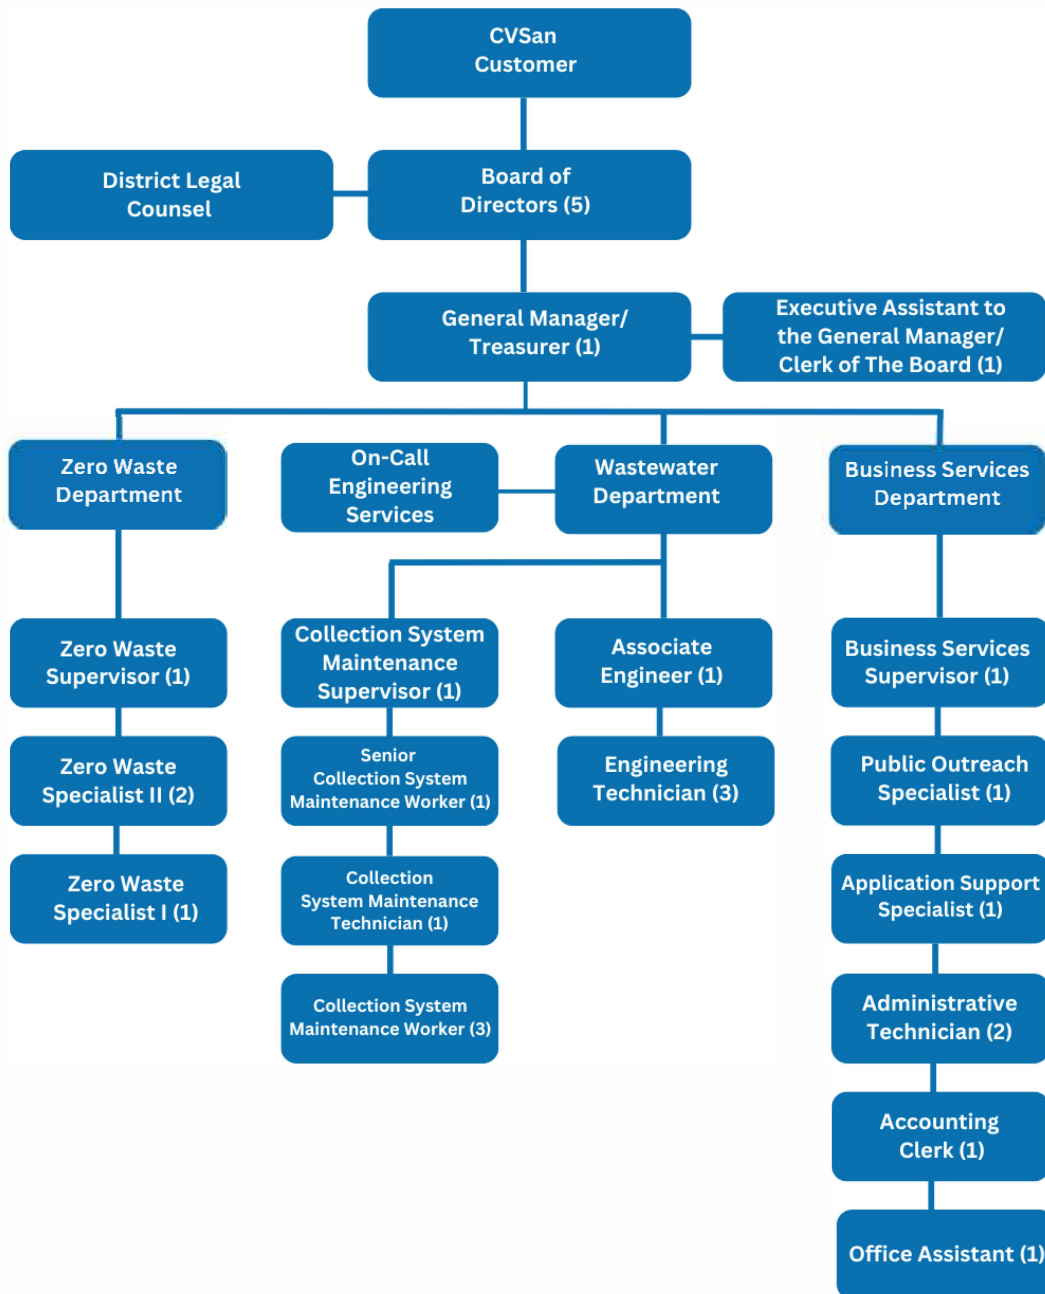 CVSan
Customer
District Legal
Counsel
Board of
Directors (5)
General Manager/
Treasurer (1)
Executive Assistant to
the General Manager/
Clerk of The Board (1)
Zero Waste
Department
On-Call
Engineering
Services
Wastewater
Department
Business Services
Department
Zero Waste
Supervisor (1)
Collection System
Maintenance
Supervisor (1)
Associate
Engineer (1)
Business Services
Supervisor (1)
Zero Waste
Specialist II (2)
Senior
Collection System
Maintenance Worker (1)
Engineering
Technician (3)
Public Outreach
Specialist (1)
Zero Waste
Specialist I (1)
Collection
System Maintenance
Technician (1)
Application Support
Specialist (1)
Collection System
Maintenance Worker (3)
Administrative
Technician (2)
Accounting
Clerk (1)
Office Assistant (1)